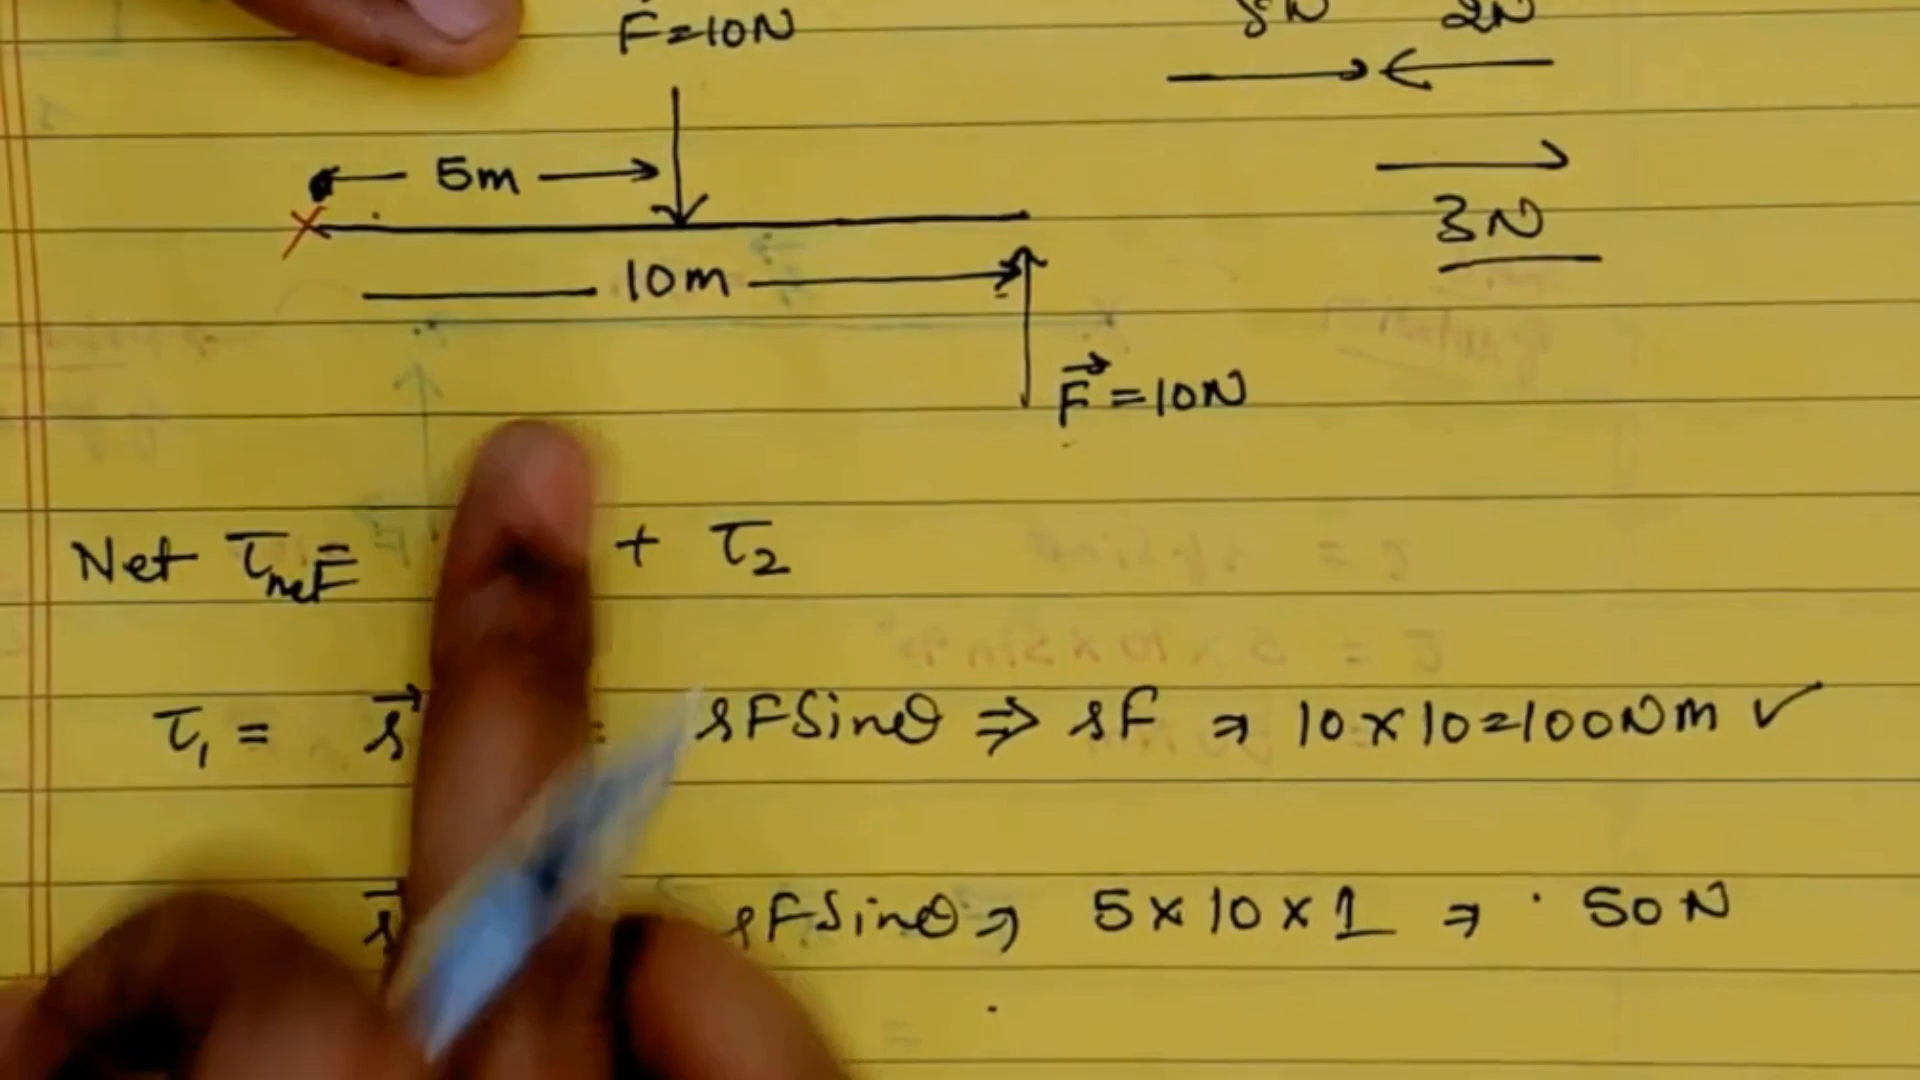 F=10N
2N
5m
10m
3N
F=10N
Net τnet= + τ2
τ1 = r = rFSinθ ⇒ rF ⇒ 10×10=100Nm ✓
r rFSinθ ⇒ 5×10×1 ⇒ 50N